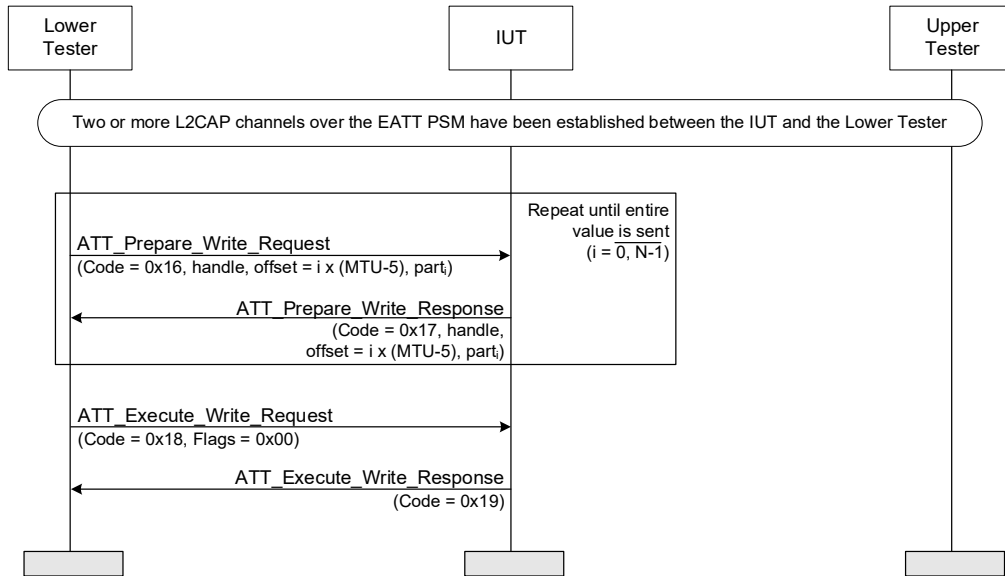 Lower
Tester
IUT
Upper
Tester
Two or more L2CAP channels over the EATT PSM have been established between the IUT and the Lower Tester
Repeat until entire
value is sent
(i = 0, N-1)
ATT_Prepare_Write_Request
(Code = 0x16, handle, offset = i x (MTU-5), partᵢ)
ATT_Prepare_Write_Response
(Code = 0x17, handle,
offset = i x (MTU-5), partᵢ)
ATT_Execute_Write_Request
(Code = 0x18, Flags = 0x00)
ATT_Execute_Write_Response
(Code = 0x19)